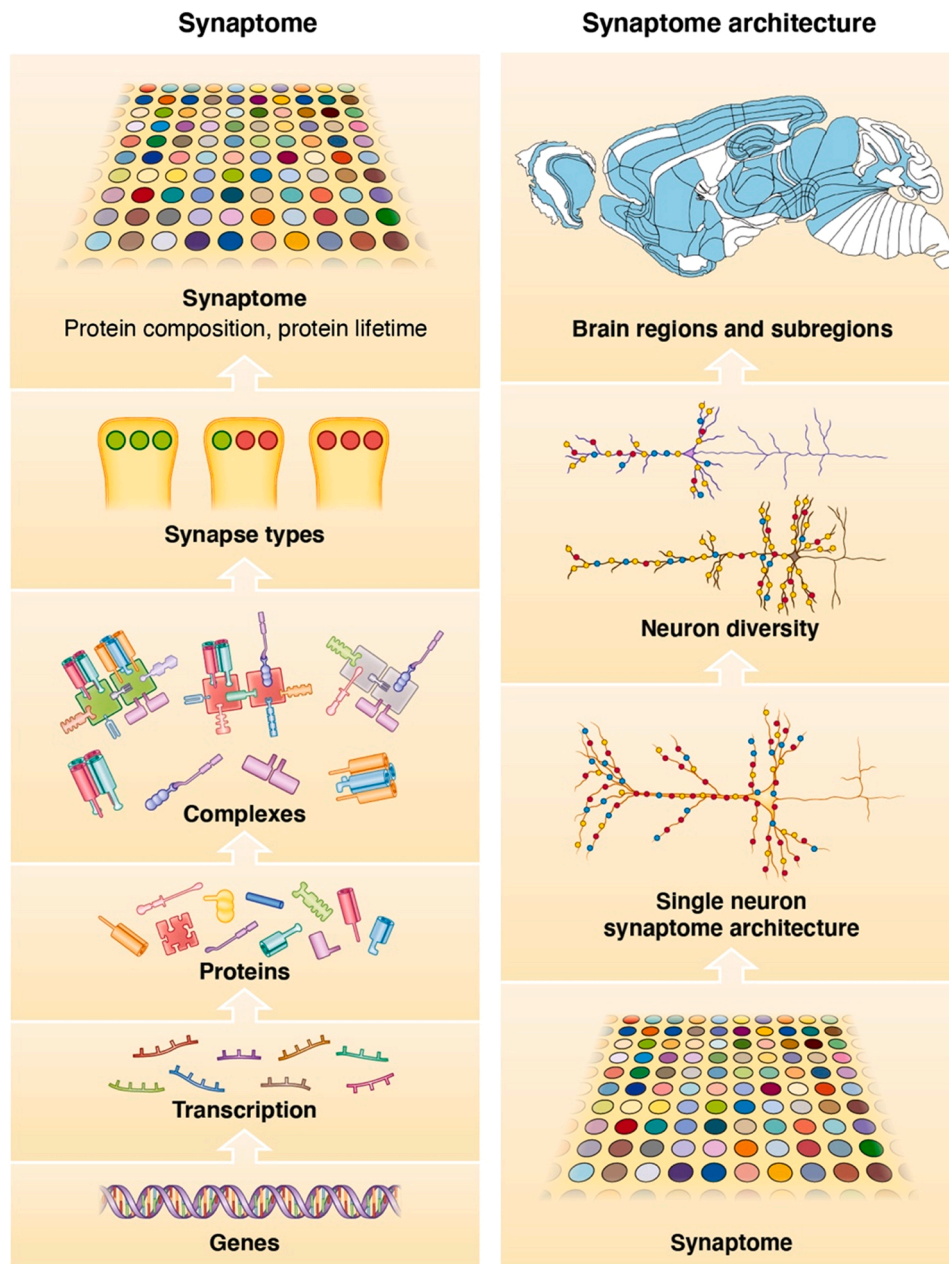 Synaptome
Synaptome
Protein composition, protein lifetime
Synapse types
Complexes
Proteins
Transcription
Genes
Synaptome architecture
Brain regions and subregions
Neuron diversity
Single neuron
synaptome architecture
Synaptome